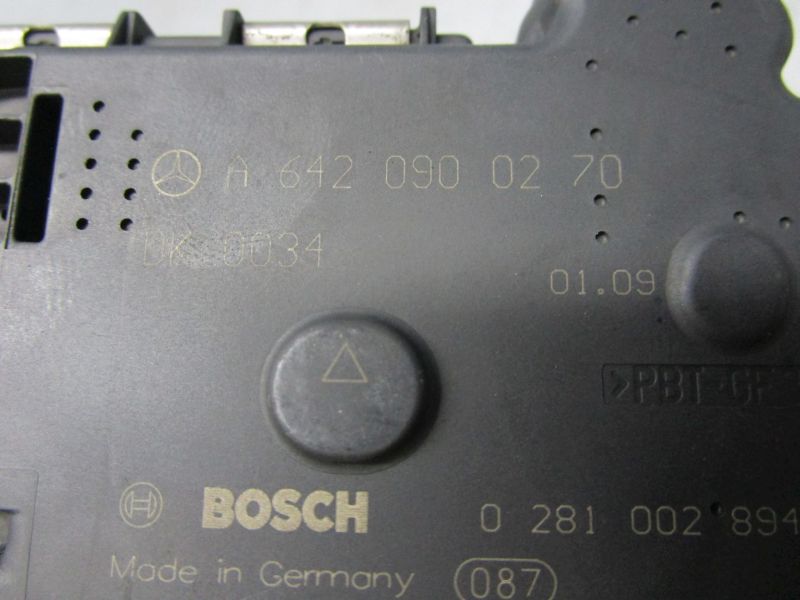 A 642 090 02 70
DK 0034
01.09
>PBT-GF
BOSCH 0 281 002 894
Made in Germany 087